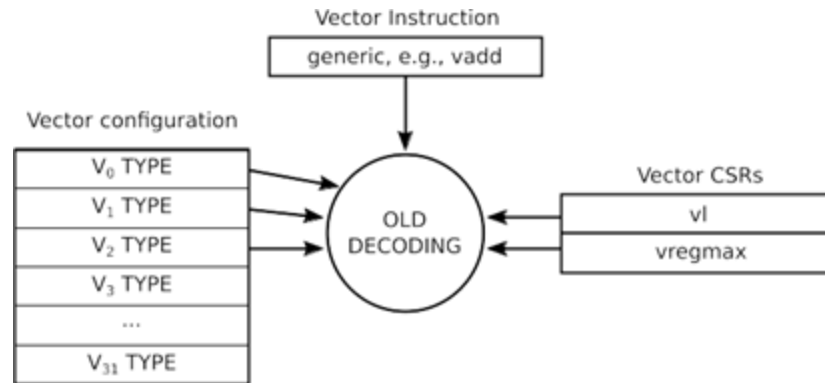 Vector Instruction
generic, e.g., vadd
Vector configuration
V₀ TYPE
V₁ TYPE
V₂ TYPE
V₃ TYPE
...
V₃₁ TYPE
OLD
DECODING
Vector CSRs
vl
vregmax